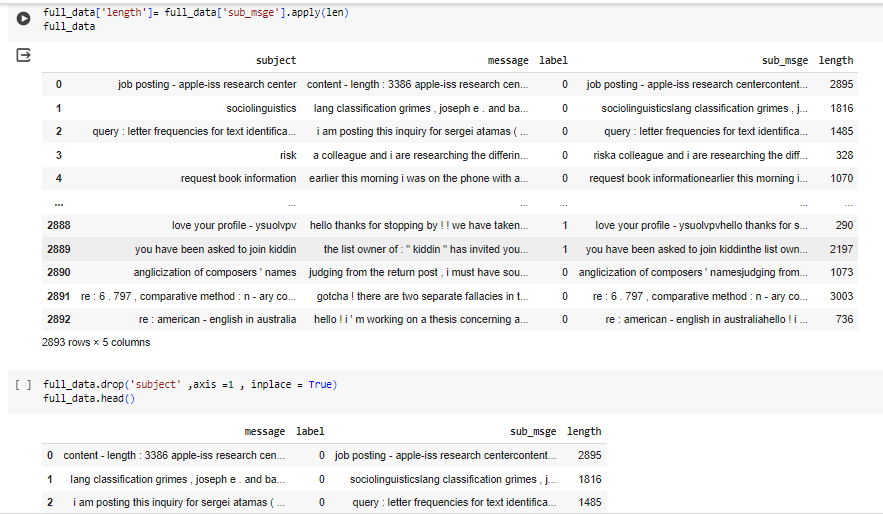 full_data['length']= full_data['sub_msge'].apply(len)
full_data
subject message label sub_msge length
0 job posting - apple-iss research center content - length : 3386 apple-iss research cen... 0 job posting - apple-iss research centercontent... 2895
1 sociolinguistics lang classification grimes , joseph e . and ba... 0 sociolinguisticslang classification grimes , j... 1816
2 query : letter frequencies for text identifica... i am posting this inquiry for sergei atamas ( ... 0 query : letter frequencies for text identifica... 1485
3 risk a colleague and i are researching the differin... 0 riska colleague and i are researching the diff... 328
4 request book information earlier this morning i was on the phone with a... 0 request book informationearlier this morning i... 1070
... ... ... ... ... ...
2888 love your profile - ysuolvpv hello thanks for stopping by ! ! we have taken... 1 love your profile - ysuolvpvhello thanks for s... 290
2889 you have been asked to join kiddin the list owner of : " kiddin " has invited you... 1 you have been asked to join kiddinthe list own... 2197
2890 anglicization of composers ' names judging from the return post , i must have sou... 0 anglicization of composers ' namesjudging from... 1073
2891 re : 6 . 797 , comparative method : n - ary co... gotcha ! there are two separate fallacies in t... 0 re : 6 . 797 , comparative method : n - ary co... 3003
2892 re : american - english in australia hello ! i ' m working on a thesis concerning a... 0 re : american - english in australiahello ! i ... 736
2893 rows × 5 columns
[ ] full_data.drop('subject' ,axis =1 , inplace = True)
full_data.head()
message label sub_msge length
0 content - length : 3386 apple-iss research cen... 0 job posting - apple-iss research centercontent... 2895
1 lang classification grimes , joseph e . and ba... 0 sociolinguisticslang classification grimes , j... 1816
2 i am posting this inquiry for sergei atamas ( ... 0 query : letter frequencies for text identifica... 1485